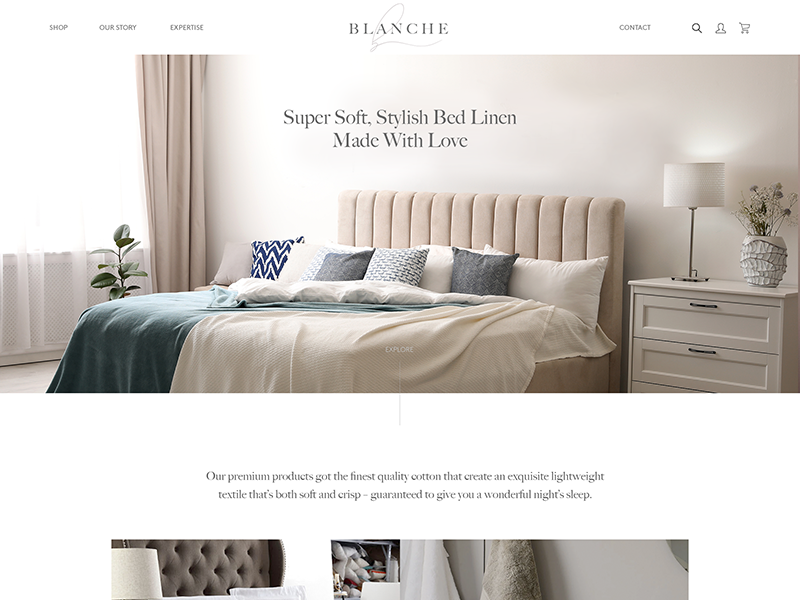 SHOP
OUR STORY
EXPERTISE
BLANCHE
CONTACT
Super Soft, Stylish Bed Linen
Made With Love
EXPLORE
Our premium products got the finest quality cotton that create an exquisite lightweight
textile that's both soft and crisp – guaranteed to give you a wonderful night's sleep.